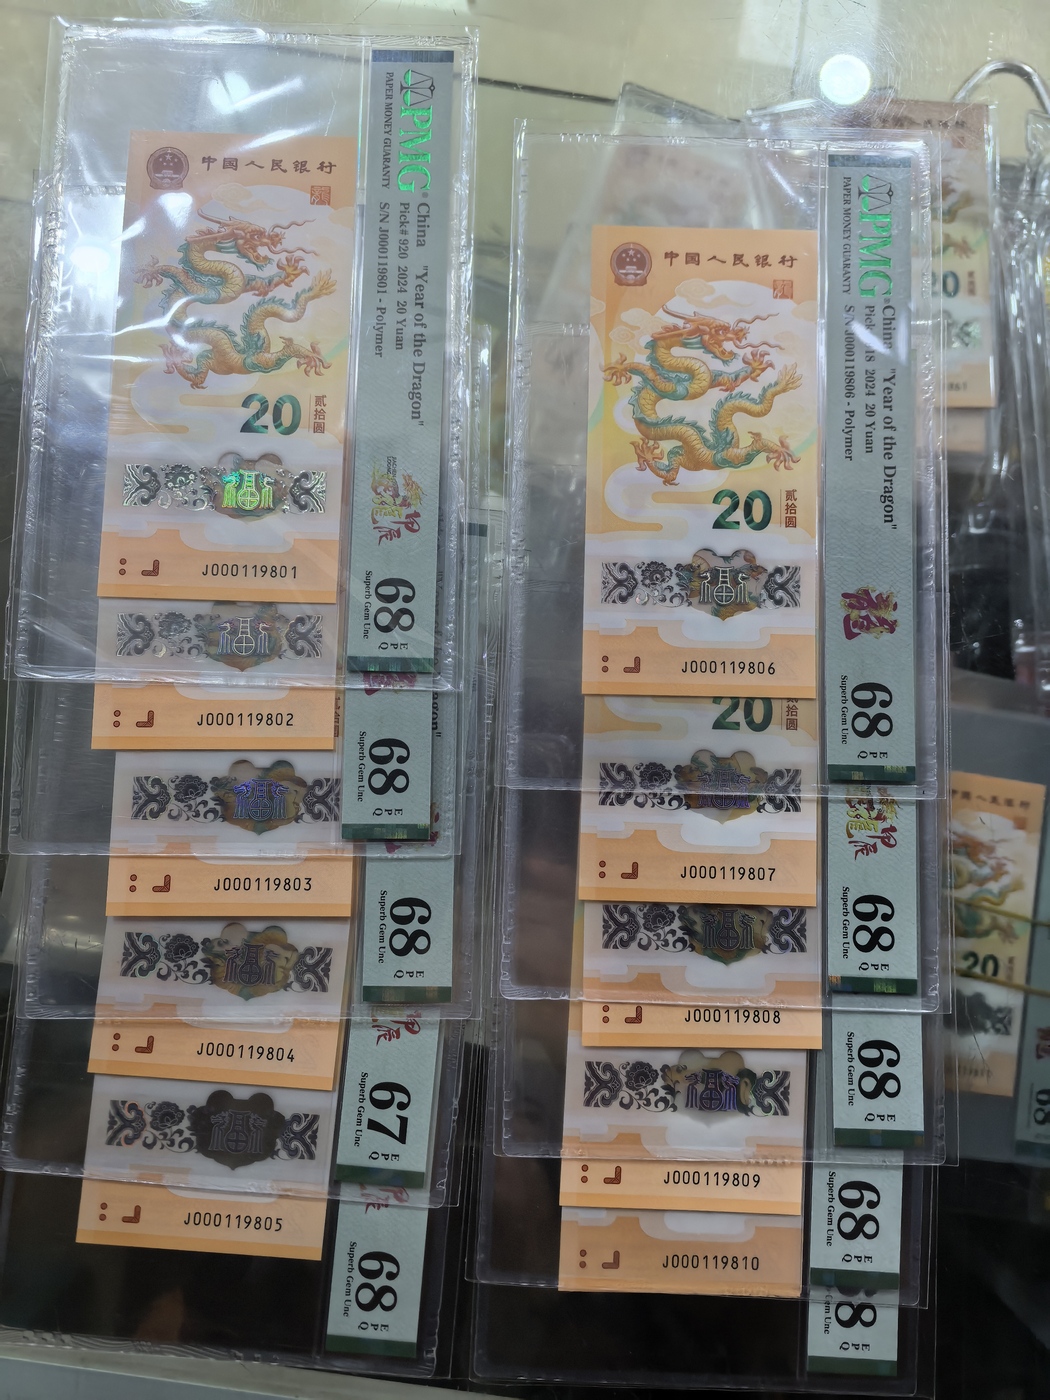 中国人民银行
20
贰拾圆
J000119801
PMG
PAPER MONEY GUARANTY
China "Year of the Dragon"
Pick# 920 2024 20 Yuan
S/N J000119801 - Polymer
68 EPQ
Superb Gem Unc
J000119802
68 EPQ
Superb Gem Unc
J000119803
68 EPQ
Superb Gem Unc
J000119804
67 EPQ
Superb Gem Unc
J000119805
68 EPQ
Superb Gem Unc
中国人民银行
20
贰拾圆
J000119806
PMG
PAPER MONEY GUARANTY
China "Year of the Dragon"
2024 20 Yuan
J000119806 - Polymer
68 EPQ
Superb Gem Unc
20
J000119807
68 EPQ
Superb Gem Unc
J000119808
68 EPQ
Superb Gem Unc
J000119809
68 EPQ
Superb Gem Unc
J000119810
20
20